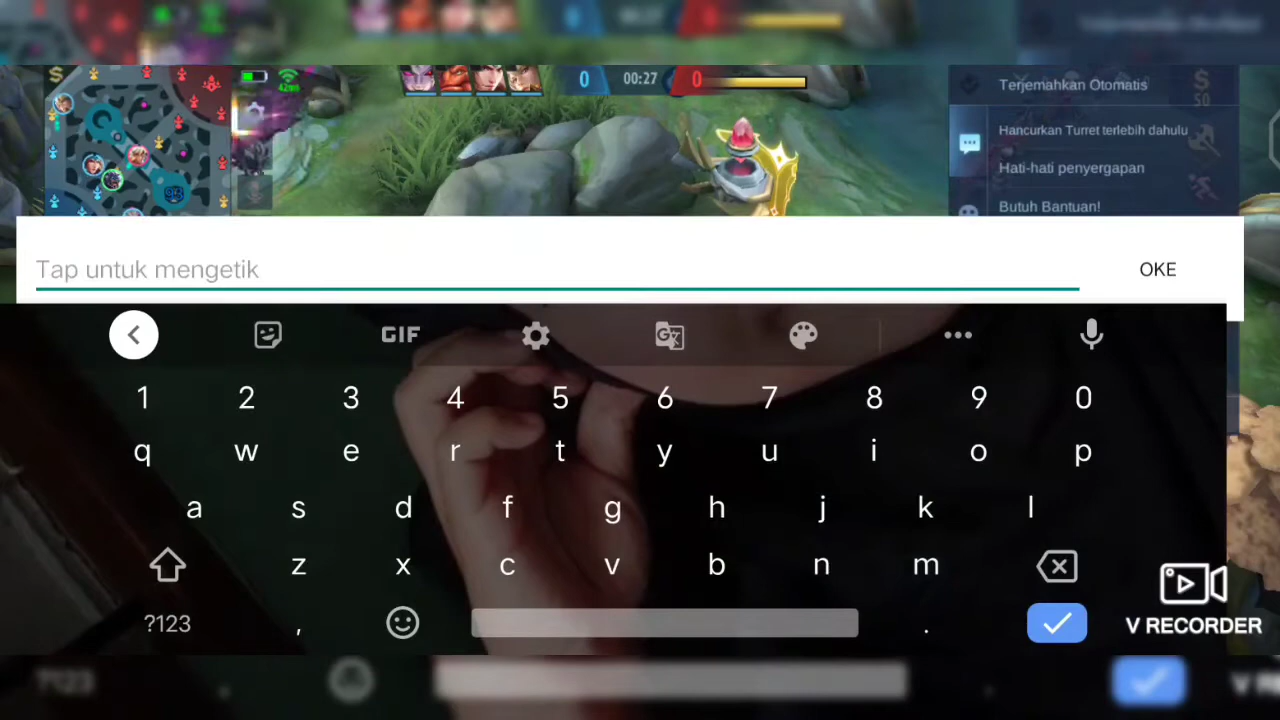 0 00:27 0
42ms
Terjemahkan Otomatis
Hancurkan Turret terlebih dahulu
Hati-hati penyergapan
Butuh Bantuan!
Tap untuk mengetik
OKE
GIF
1 2 3 4 5 6 7 8 9 0
q w e r t y u i o p
a s d f g h j k l
z x c v b n m
?123 , .
V RECORDER